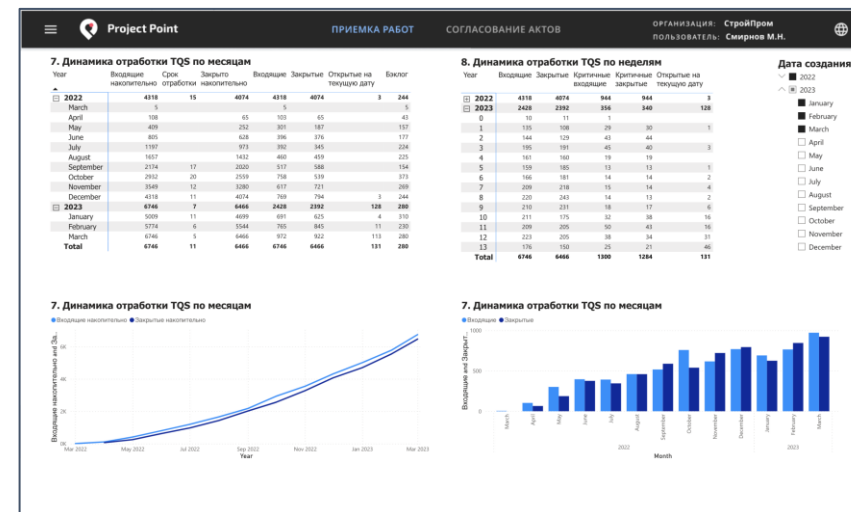 Project Point
ПРИЕМКА РАБОТ
СОГЛАСОВАНИЕ АКТОВ
ОРГАНИЗАЦИЯ: СтройПром
ПОЛЬЗОВАТЕЛЬ: Смирнов М.Н.
7. Динамика отработки TQS по месяцам
Year Входящие накопительно Срок отработки Закрыто накопительно Входящие Закрытые Открытые на текущую дату Бэклог
2022 4318 15 4074 4318 4074 3 244
March 5 5 5
April 108 65 103 65 43
May 409 252 301 187 157
June 805 628 396 376 177
July 1197 973 392 345 224
August 1657 1432 460 459 225
September 2174 17 2020 517 588 154
October 2932 20 2559 758 539 373
November 3549 12 3280 617 721 269
December 4318 11 4074 769 794 3 244
2023 6746 7 6466 2428 2392 128 280
January 5009 11 4699 691 625 4 310
February 5774 6 5544 765 845 11 230
March 6746 5 6466 972 922 113 280
Total 6746 11 6466 6746 6466 131 280
8. Динамика отработки TQS по неделям
Year Входящие Закрытые Критичные входящие Критичные закрытые Открытые на текущую дату
2022 4318 4074 944 944 3
2023 2428 2392 356 340 128
0 10 11 1
1 135 108 29 30 1
2 144 129 43 44
3 195 191 45 40 3
4 161 160 19 19
5 159 185 13 13 1
6 166 181 14 14 2
7 209 218 15 14 4
8 220 243 14 13 2
9 210 231 18 17 6
10 211 175 32 38 16
11 209 205 50 43 16
12 223 205 38 34 31
13 176 150 25 21 46
Total 6746 6466 1300 1284 131
Дата создания
2022
2023
January
February
March
April
May
June
July
August
September
October
November
December
7. Динамика отработки TQS по месяцам
Входящие накопительно Закрытые накопительно
Входящие накопительно and За...
6K
4K
2K
0K
Mar 2022 May 2022 Jul 2022 Sep 2022 Nov 2022 Jan 2023 Mar 2023
Year
7. Динамика отработки TQS по месяцам
Входящие Закрытые
Входящие and Закрыт...
1000
500
0
March April May June July August September October November December January February March
2022 2023
Month